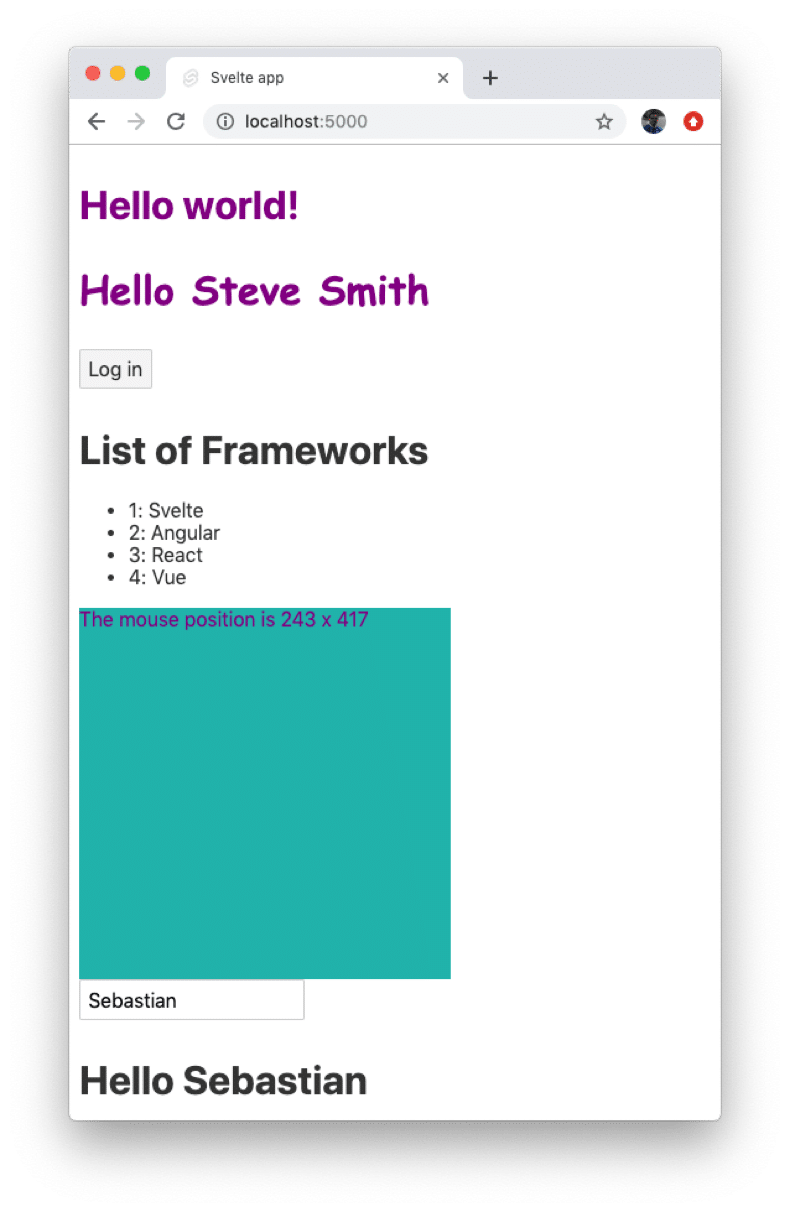 Svelte app
localhost:5000
Hello world!
Hello Steve Smith
Log in
List of Frameworks
1: Svelte
2: Angular
3: React
4: Vue
The mouse position is 243 x 417
Sebastian
Hello Sebastian